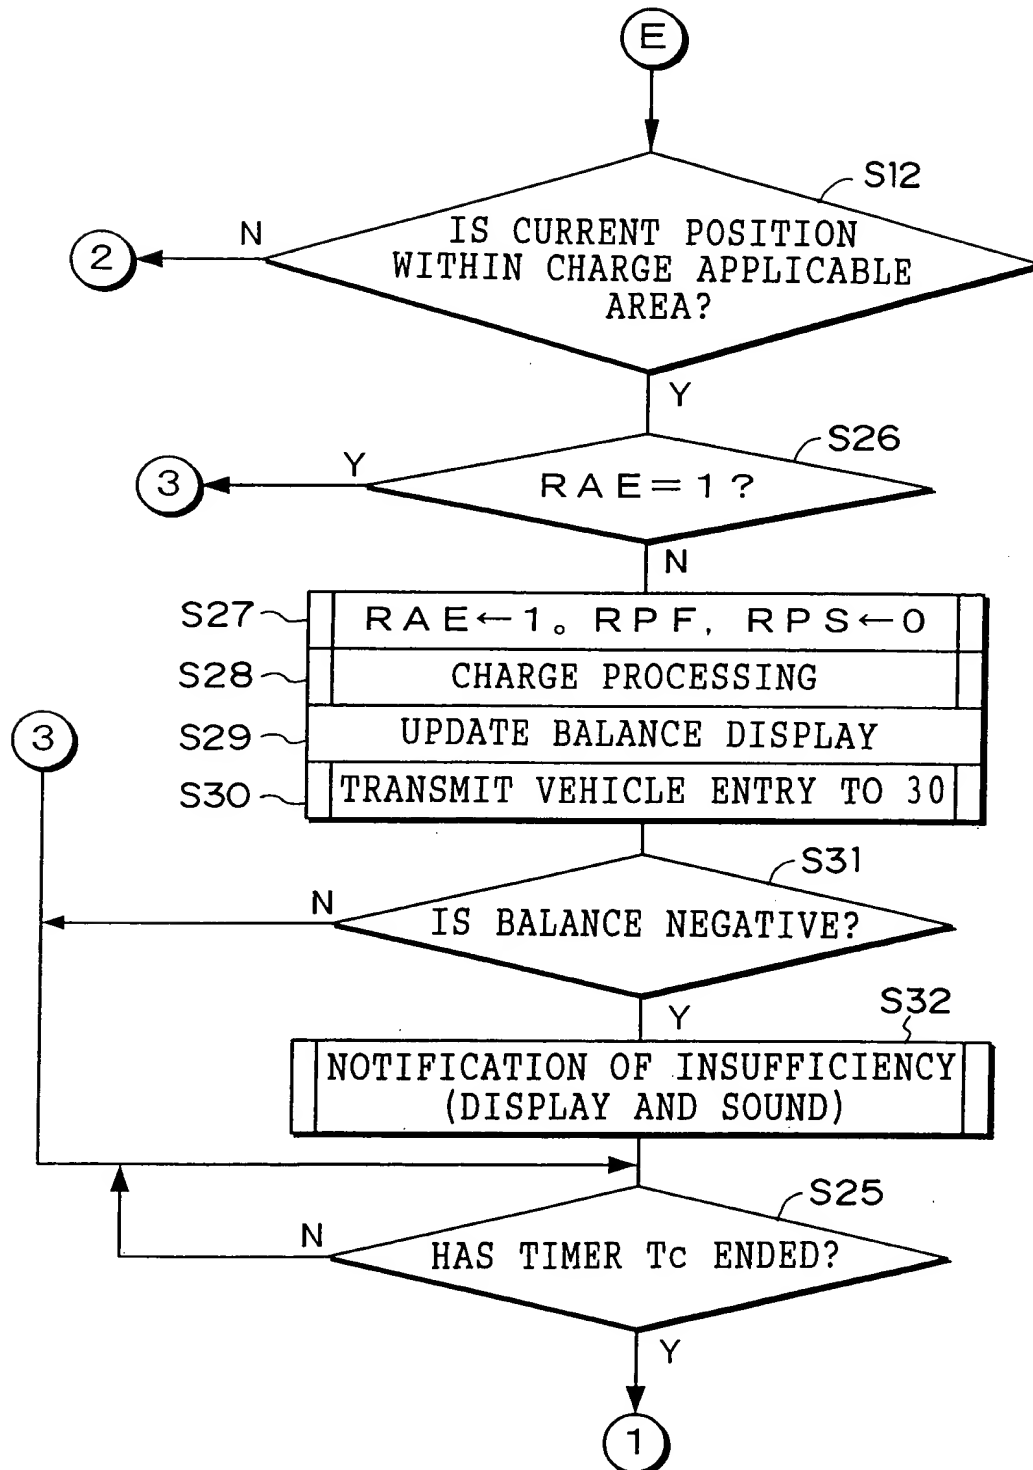 E
S12
IS CURRENT POSITION
WITHIN CHARGE APPLICABLE
AREA?
N
2
Y
S26
RAE=1?
Y
3
N
S27
RAE←1。RPF, RPS←0
S28
CHARGE PROCESSING
S29
UPDATE BALANCE DISPLAY
3
S30
TRANSMIT VEHICLE ENTRY TO 30
S31
IS BALANCE NEGATIVE?
N
Y
S32
NOTIFICATION OF INSUFFICIENCY
(DISPLAY AND SOUND)
S25
HAS TIMER Tc ENDED?
N
Y
1